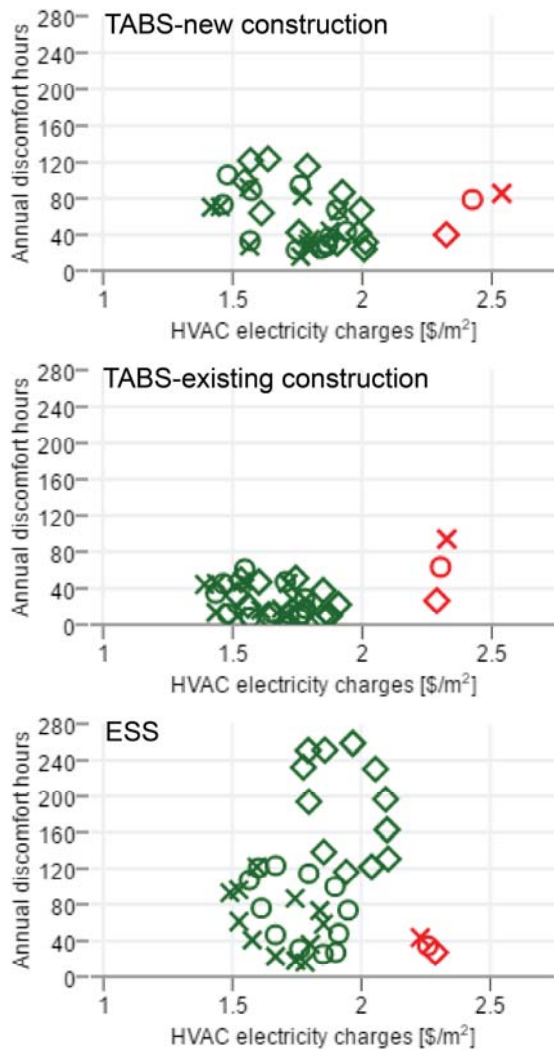 TABS-new construction
Annual discomfort hours
280
240
200
160
120
80
40
0
1 1.5 2 2.5
HVAC electricity charges [$/m²]
TABS-existing construction
Annual discomfort hours
280
240
200
160
120
80
40
0
1 1.5 2 2.5
HVAC electricity charges [$/m²]
ESS
Annual discomfort hours
280
240
200
160
120
80
40
0
1 1.5 2 2.5
HVAC electricity charges [$/m²]